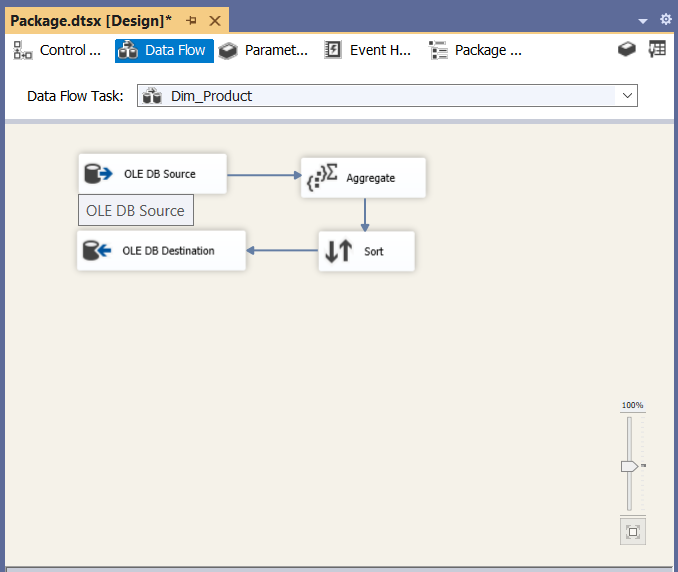 Package.dtsx [Design]*
Control ... Data Flow Paramet... Event H... Package ...
Data Flow Task: Dim_Product
OLE DB Source Aggregate
OLE DB Source
OLE DB Destination Sort
100%